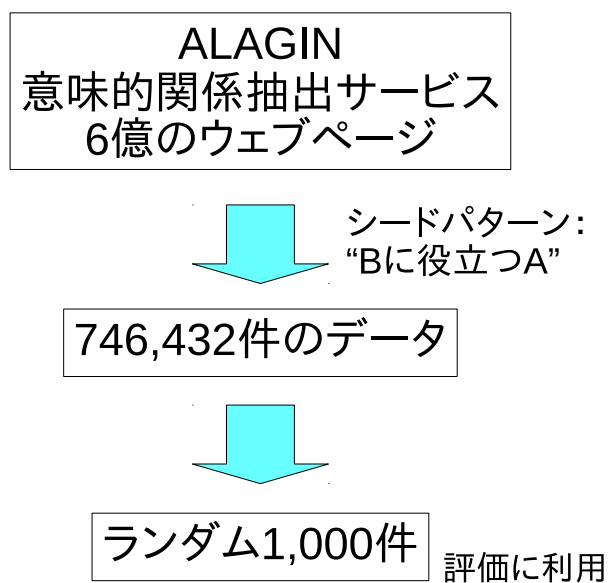 ALAGIN
意味的関係抽出サービス
6億のウェブページ
シードパターン：
“Bに役立つA”
746,432件のデータ
ランダム1,000件
評価に利用